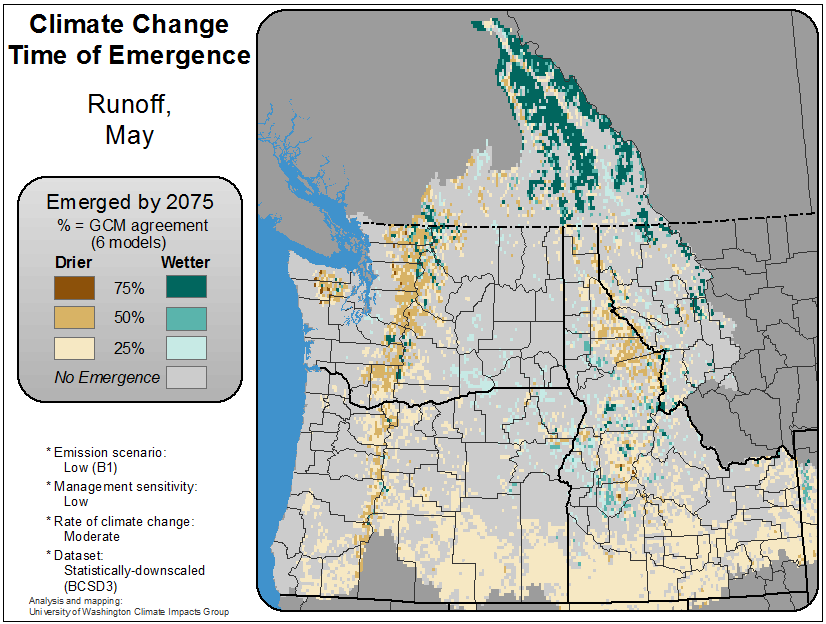 Climate Change
Time of Emergence
Runoff,
May
Emerged by 2075
% = GCM agreement
(6 models)
Drier Wetter
75%
50%
25%
No Emergence
* Emission scenario:
Low (B1)
* Management sensitivity:
Low
* Rate of climate change:
Moderate
* Dataset:
Statistically-downscaled
(BCSD3)
Analysis and mapping:
University of Washington Climate Impacts Group